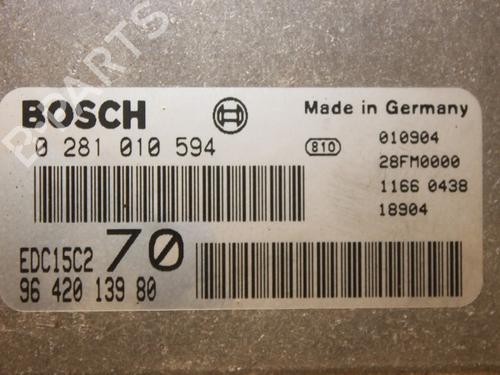 B-PARTS
BOSCH
Made in Germany
0 281 010 594
810
010904
28FM0000
1166 0438
18904
EDC15C2
70
96 420 139 80